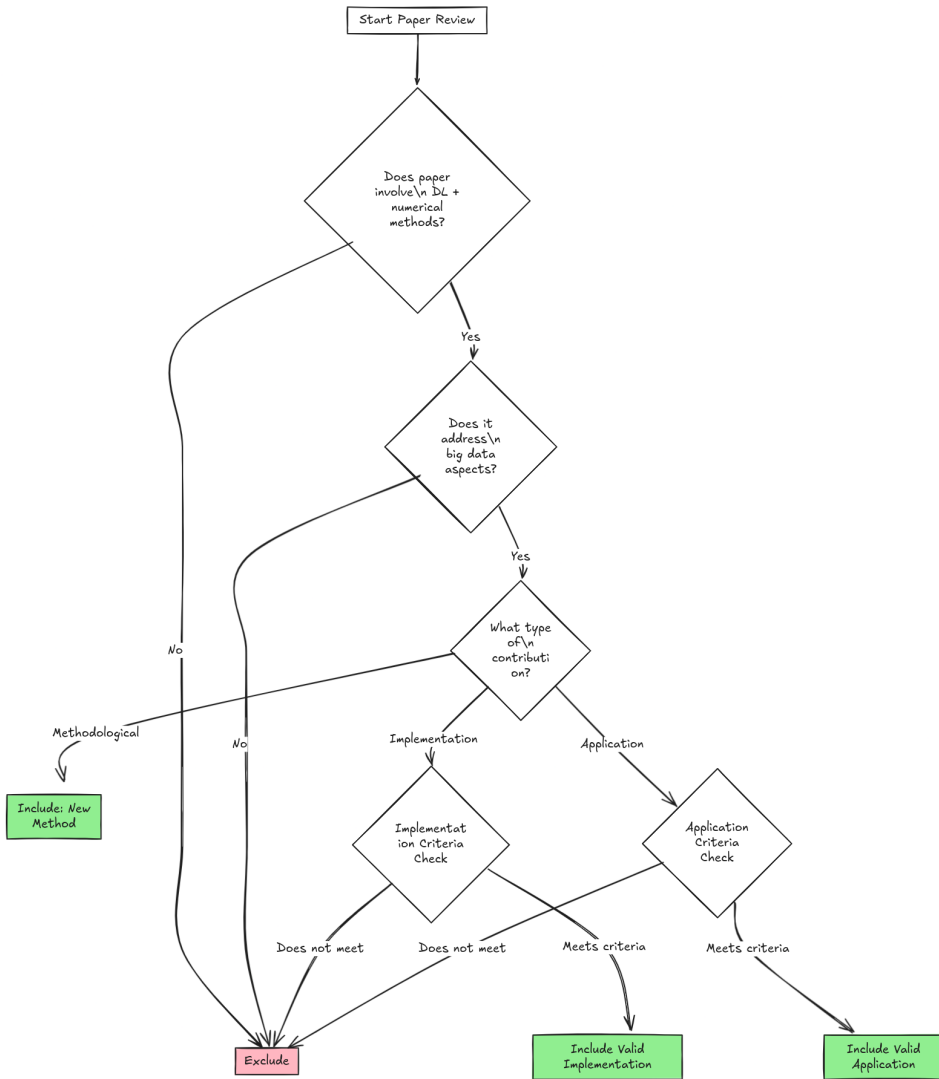 Start Paper Review
Does paper
involve\n DL +
numerical
methods?
Yes
Does it
address\n
big data
aspects?
Yes
What type
of\n
contributi
on?
No
Methodological
Implementation
Application
No
Include: New
Method
Implementat
ion Criteria
Check
Application
Criteria
Check
Does not meet
Does not meet
Meets criteria
Meets criteria
Exclude
Include Valid
Implementation
Include Valid
Application